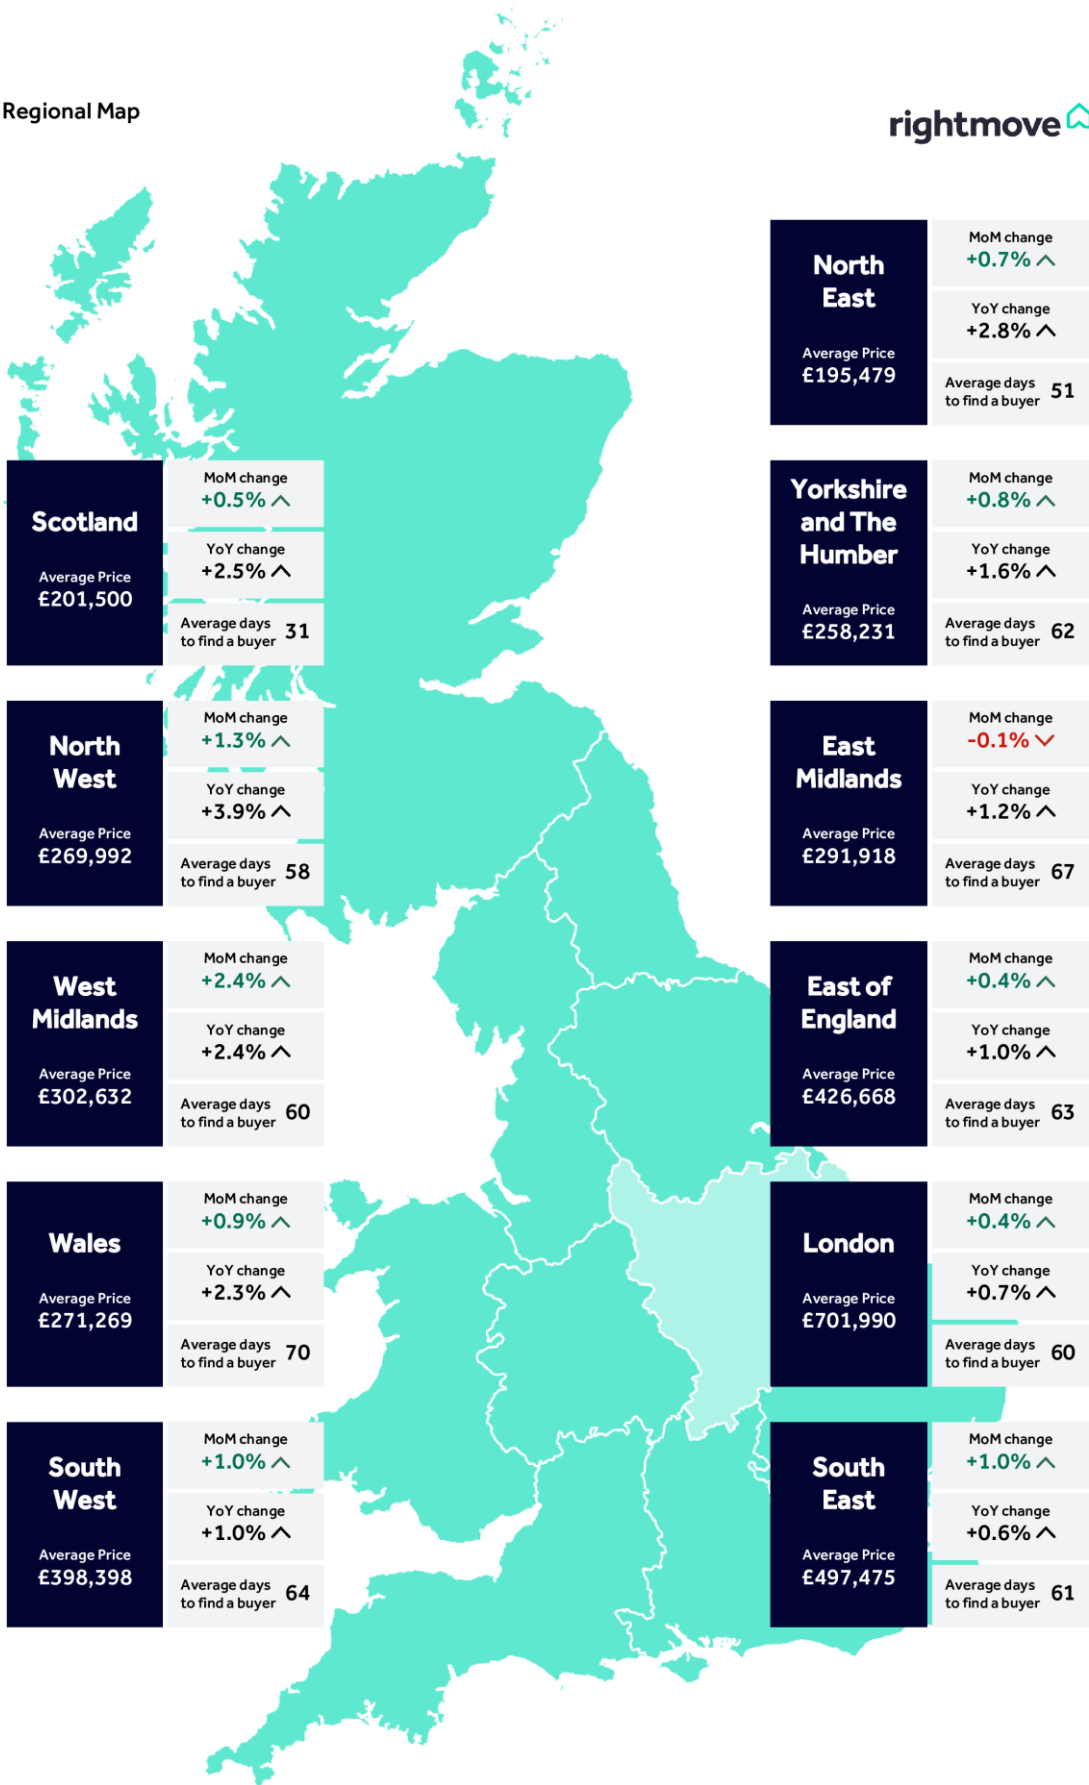 Regional Map
rightmove
North
East
Average Price
£195,479
MoM change
+0.7%
YoY change
+2.8%
Average days
to find a buyer 51
Scotland
Average Price
£201,500
MoM change
+0.5%
YoY change
+2.5%
Average days
to find a buyer 31
Yorkshire
and The
Humber
Average Price
£258,231
MoM change
+0.8%
YoY change
+1.6%
Average days
to find a buyer 62
North
West
Average Price
£269,992
MoM change
+1.3%
YoY change
+3.9%
Average days
to find a buyer 58
East
Midlands
Average Price
£291,918
MoM change
-0.1%
YoY change
+1.2%
Average days
to find a buyer 67
West
Midlands
Average Price
£302,632
MoM change
+2.4%
YoY change
+2.4%
Average days
to find a buyer 60
East of
England
Average Price
£426,668
MoM change
+0.4%
YoY change
+1.0%
Average days
to find a buyer 63
Wales
Average Price
£271,269
MoM change
+0.9%
YoY change
+2.3%
Average days
to find a buyer 70
London
Average Price
£701,990
MoM change
+0.4%
YoY change
+0.7%
Average days
to find a buyer 60
South
West
Average Price
£398,398
MoM change
+1.0%
YoY change
+1.0%
Average days
to find a buyer 64
South
East
Average Price
£497,475
MoM change
+1.0%
YoY change
+0.6%
Average days
to find a buyer 61